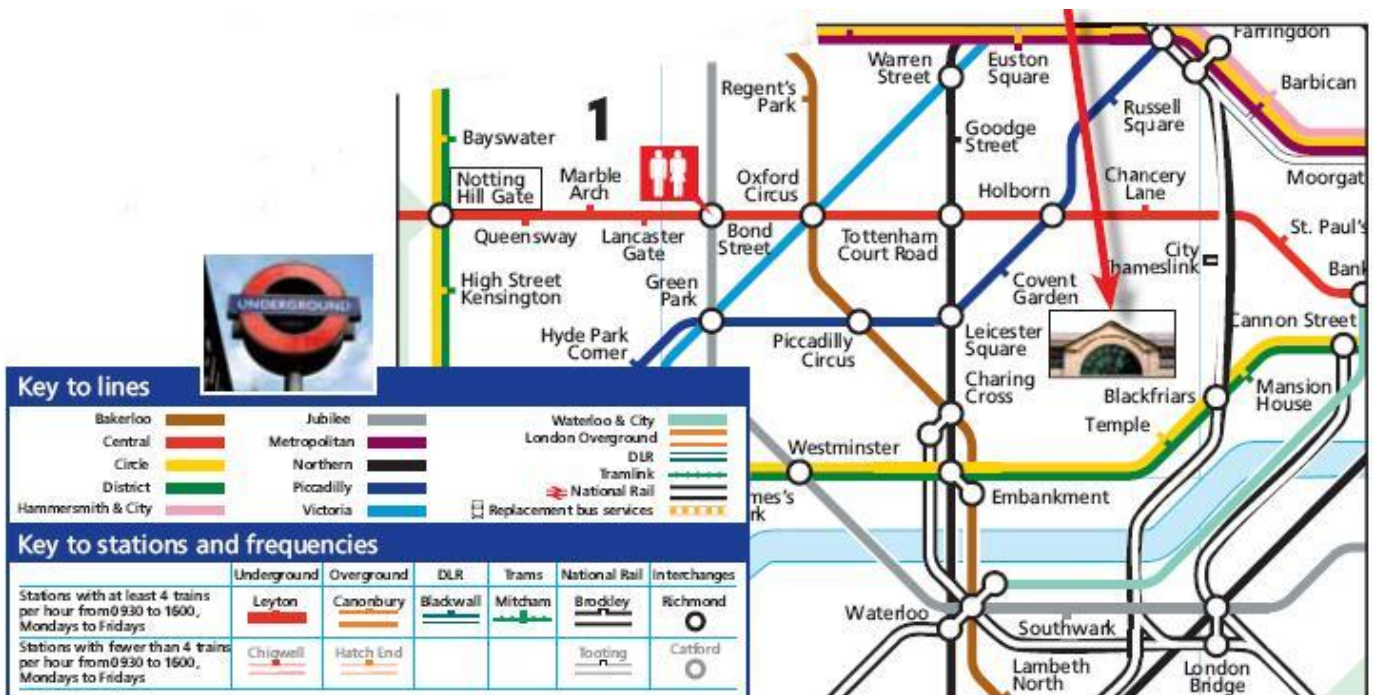 Farringdon
Warren
Street
Euston
Square
Barbican
Regent's
Park
Russell
Square
1
Bayswater
Goodge
Street
Moorgat
Notting
Hill Gate
Marble
Arch
Oxford
Circus
Holborn
Chancery
Lane
Queensway
Lancaster
Gate
Bond
Street
Tottenham
Court Road
St. Paul's
City
hameslink
Bank
High Street
Kensington
Green
Park
Covent
Garden
UNDERGROUND
Hyde Park
Corner
Piccadilly
Circus
Leicester
Square
Cannon Street
Charing
Cross
Blackfriars
Mansion
House
Temple
Westminster
mes's
rk
Embankment
Waterloo
Southwark
Lambeth
North
London
Bridge
Key to lines
Bakerloo
Central
Circle
District
Hammersmith & City
Jubilee
Metropolitan
Northern
Piccadilly
Victoria
Waterloo & City
London Overground
DLR
Tramlink
National Rail
Replacement bus services
Key to stations and frequencies
Underground Overground DLR Trams National Rail Interchanges
Stations with at least 4 trains
per hour from 0930 to 1600,
Mondays to Fridays
Leyton Canonbury Blackwall Mitcham Brockley Richmond
Stations with fewer than 4 trains
per hour from 0930 to 1600,
Mondays to Fridays
Chigwell Hatch End Tooting Catford